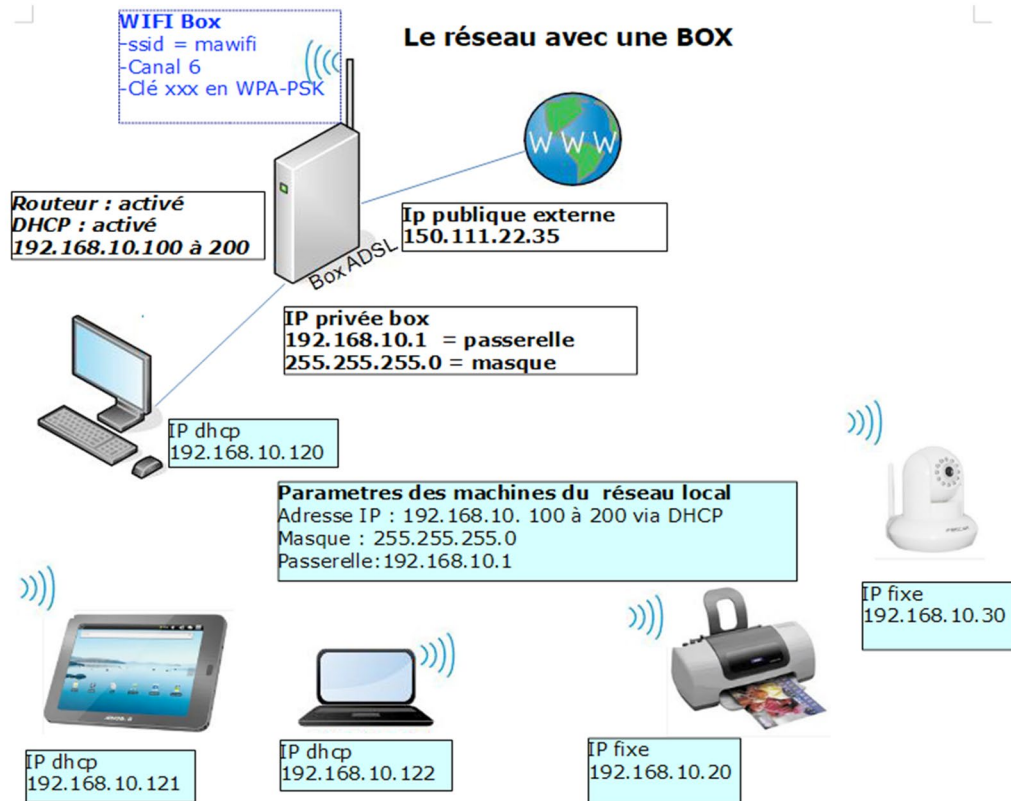 WIFI Box
-ssid = mawifi
-Canal 6
-Clé xxx en WPA-PSK
Le réseau avec une BOX
W W W
Routeur : activé
DHCP : activé
192.168.10.100 à 200
Ip publique externe
150.111.22.35
Box ADSL
IP privée box
192.168.10.1 = passerelle
255.255.255.0 = masque
IP dhcp
192.168.10.120
Parametres des machines du réseau local
Adresse IP : 192.168.10. 100 à 200 via DHCP
Masque : 255.255.255.0
Passerelle:192.168.10.1
IP fixe
192.168.10.30
IP dhcp
192.168.10.121
IP dhcp
192.168.10.122
IP fixe
192.168.10.20